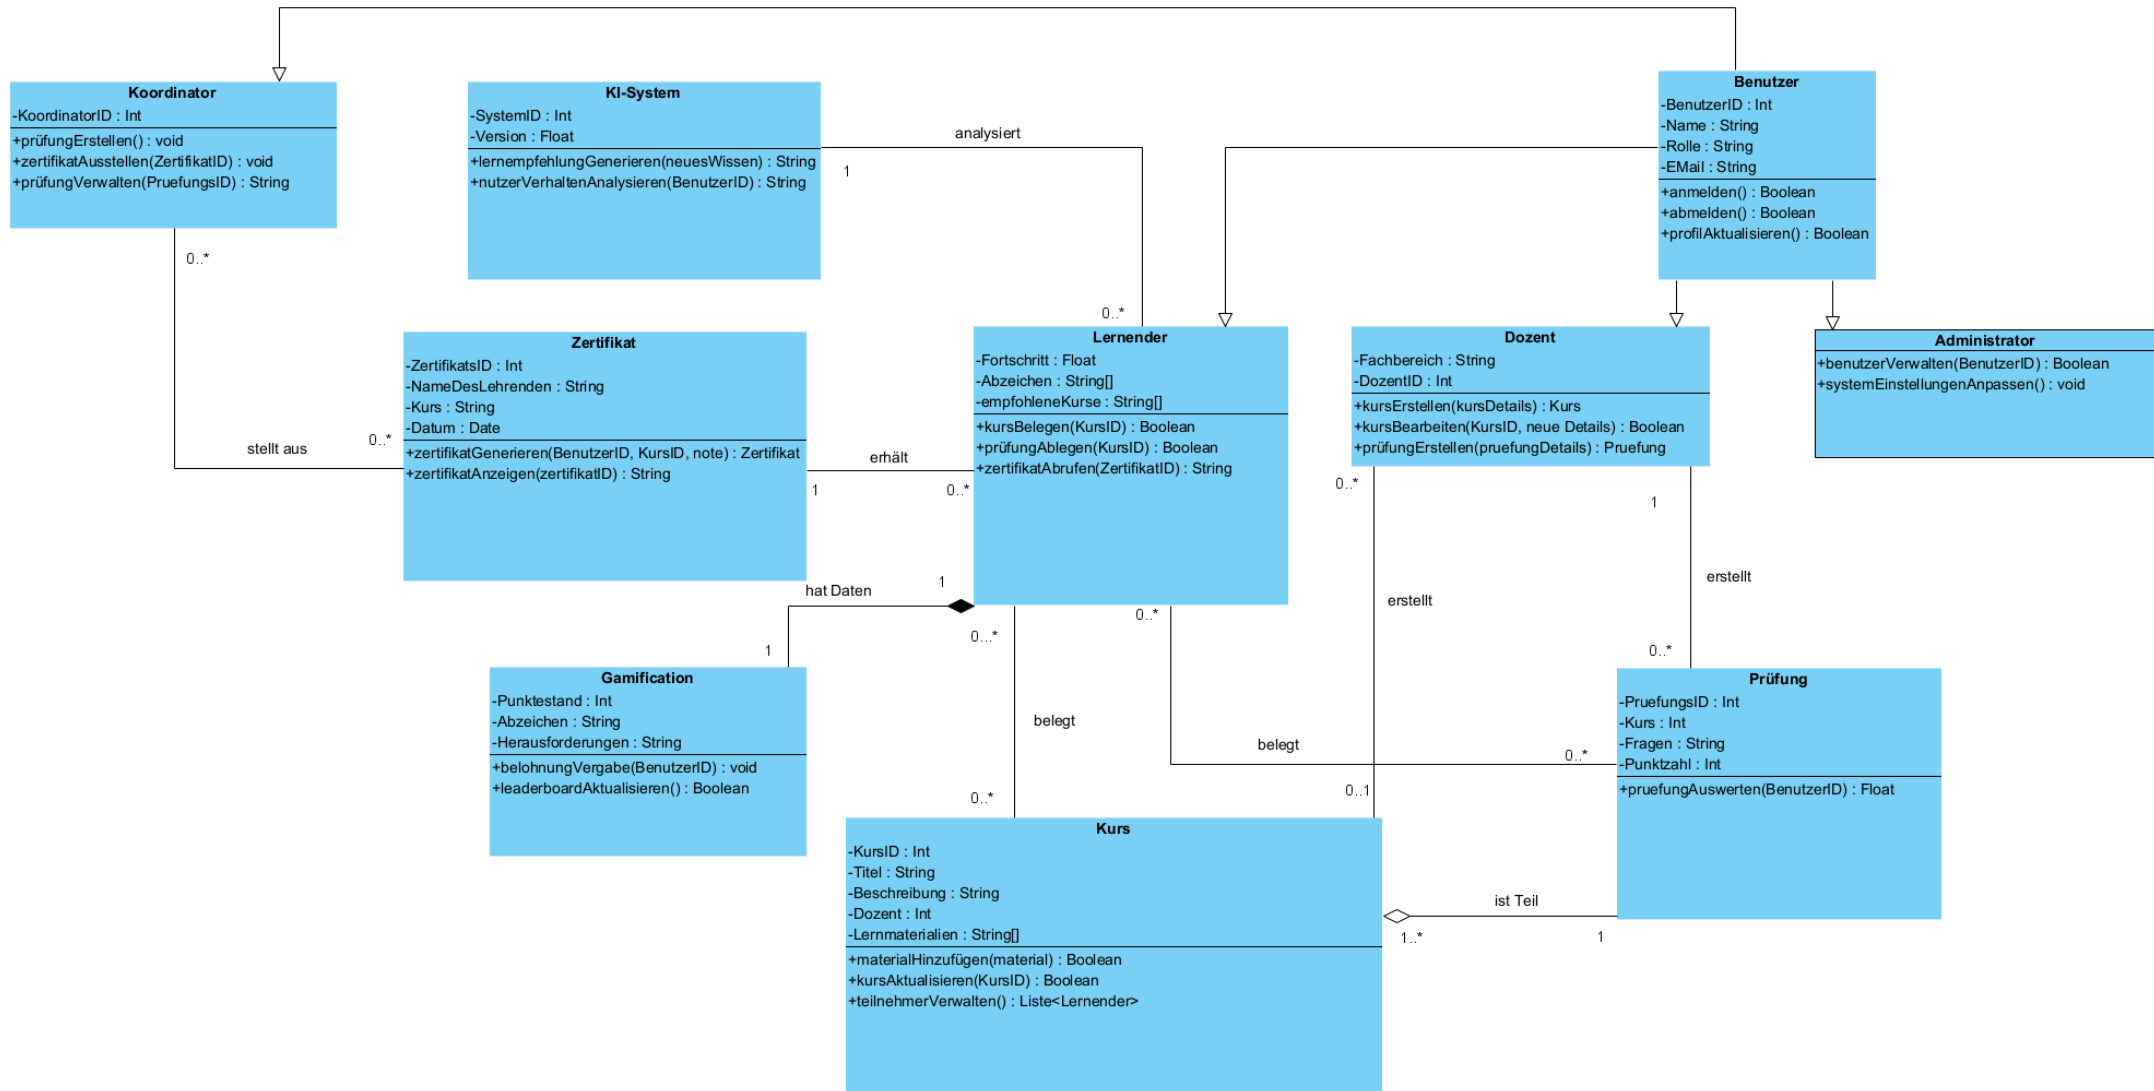 Koordinator
-KoordinatorID : Int
+prüfungErstellen() : void
+zertifikatAusstellen(ZertifikatID) : void
+prüfungVerwalten(PruefungsID) : String
KI-System
-SystemID : Int
-Version : Float
+lernempfehlungGenerieren(neuesWissen) : String
+nutzerVerhaltenAnalysieren(BenutzerID) : String
analysiert
1
0..*
Benutzer
-BenutzerID : Int
-Name : String
-Rolle : String
-EMail : String
+anmelden() : Boolean
+abmelden() : Boolean
+profilAktualisieren() : Boolean
0..*
stellt aus
0..*
Zertifikat
-ZertifikatsID : Int
-NameDesLehrenden : String
-Kurs : String
-Datum : Date
+zertifikatGenerieren(BenutzerID, KursID, note) : Zertifikat
+zertifikatAnzeigen(zertifikatID) : String
erhält
1
0..*
Lernender
-Fortschritt : Float
-Abzeichen : String[]
-empfohleneKurse : String[]
+kursBelegen(KursID) : Boolean
+prüfungAblegen(KursID) : Boolean
+zertifikatAbrufen(ZertifikatID) : String
Dozent
-Fachbereich : String
-DozentID : Int
+kursErstellen(kursDetails) : Kurs
+kursBearbeiten(KursID, neue Details) : Boolean
+prüfungErstellen(pruefungDetails) : Pruefung
Administrator
+benutzerVerwalten(BenutzerID) : Boolean
+systemEinstellungenAnpassen() : void
0..*
1
hat Daten
1
1
0...*
0..*
erstellt
erstellt
0..*
Gamification
-Punktestand : Int
-Abzeichen : String
-Herausforderungen : String
+belohnungVergabe(BenutzerID) : void
+leaderboardAktualisieren() : Boolean
belegt
belegt
0..*
0..*
0..1
Prüfung
-PruefungsID : Int
-Kurs : Int
-Fragen : String
-Punktzahl : Int
+pruefungAuswerten(BenutzerID) : Float
Kurs
-KursID : Int
-Titel : String
-Beschreibung : String
-Dozent : Int
-Lernmaterialien : String[]
+materialHinzufügen(material) : Boolean
+kursAktualisieren(KursID) : Boolean
+teilnehmerVerwalten() : Liste<Lernender>
ist Teil
1..*
1